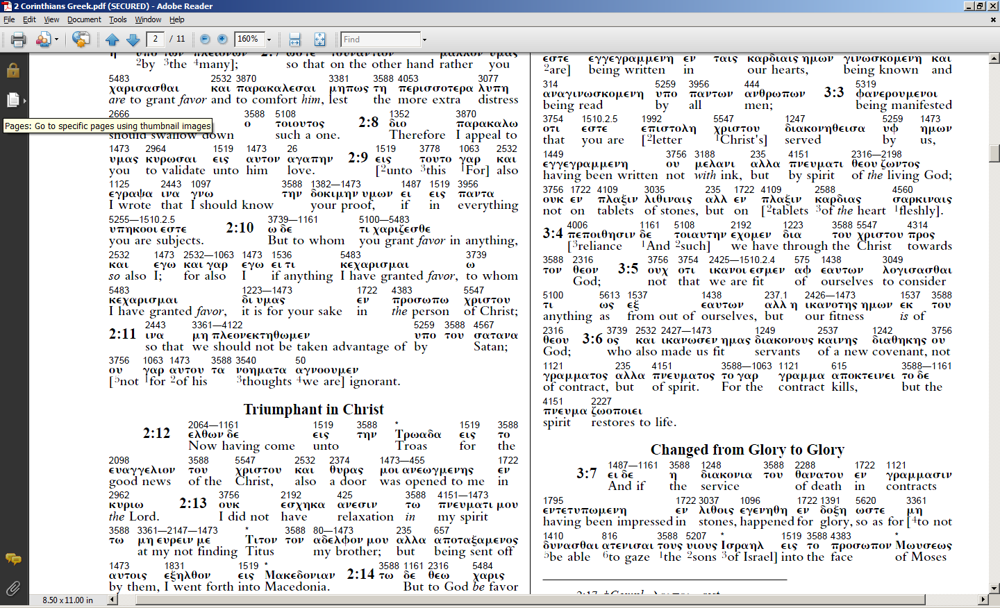 2 Corinthians Greek.pdf (SECURED) - Adobe Reader
File Edit View Document Tools Window Help
2 / 11 160% Find
η υπο των πλειονων 2:7 ωστε τουναντιον μαλλον υμας
2by 3the 4many]; so that on the other hand rather you
5483 2532 3870 3381 3588 4053 3077
χαρισασθαι και παρακαλεσαι μηπως τη περισσοτερα λυπη
are to grant favor and to comfort him, lest the more extra distress
2666 3588 5108 1352 3870
ο τοιουτος 2:8 διο παρακαλω
Pages: Go to specific pages using thumbnail images
should swallow down such a one. Therefore I appeal to
1473 2964 1519 1473 26 1519 3778 1063 2532
υμας κυρωσαι εις αυτον αγαπην 2:9 εις τουτο γαρ και
you to validate unto him love. [2unto 3this 1For] also
1125 2443 1097 3588 1382—1473 1487 1519 3956
εγραψα ινα γνω την δοκιμην υμων ει εις παντα
I wrote that I should know your proof, if in everything
5255—1510.2.5 3739—1161 5100—5483
υπηκοοι εστε 2:10 ω δε τι χαριζεσθε
you are subjects. But to whom you grant favor in anything,
2532 1473 2532—1063 1473 1536 5483 3739
και εγω και γαρ εγω ει τι κεχαρισμαι ω
so also I; for also I if anything I have granted favor, to whom
5483 1223—1473 1722 4383 5547
κεχαρισμαι δι υμας εν προσωπω χριστου
I have granted favor, it is for your sake in the person of Christ;
2443 3361—4122 5259 3588 4567
2:11 ινα μη πλεονεκτηθωμεν υπο του σατανα
so that we should not be taken advantage of by Satan;
3756 1063 1473 3588 3540 50
ου γαρ αυτου τα νοηματα αγνοουμεν
[5not 1for 2of his 3thoughts 4we are] ignorant.
Triumphant in Christ
2064—1161 1519 3588 * 1519 3588
2:12 ελθων δε εις την Τρωαδα εις το
Now having come unto Troas for the
2098 3588 5547 2532 2374 1473—455 1722
ευαγγελιον του χριστου και θυρας μοι ανεωγμενης εν
good news of the Christ, also a door was opened to me in
2962 3756 2192 425 3588 4151—1473
κυριω 2:13 ουκ εσχηκα ανεσιν τω πνευματι μου
the Lord. I did not have relaxation in my spirit
3588 3361—2147—1473 * 3588 80—1473 235 657
τω μη ευρειν με Τιτον τον αδελφον μου αλλα αποταξαμενος
at my not finding Titus my brother; but being sent off
1473 1831 1519 * 3588 1161 2316 5484
αυτοις εξηλθον εις Μακεδονιαν 2:14 τω δε θεω χαρις
by them, I went forth into Macedonia. But to God be favor
εστε εγγεγραμμενη εν ταις καρδιαις ημων γινωσκομενη και
2are] being written in our hearts, being known and
314 5259 3956 444 5319
αναγινωσκομενη υπο παντων ανθρωπων 3:3 φανερουμενοι
being read by all men; being manifested
3754 1510.2.5 1992 5547 1247 5259 1473
οτι εστε επιστολη χριστου διακονηθεισα υφ ημων
that you are [2letter 1Christ's] served by us,
1449 3756 3188 235 4151 2316—2198
εγγεγραμμενη ου μελανι αλλα πνευματι θεου ζωντος
having been written not with ink, but by spirit of the living God;
3756 1722 4109 3035 235 1722 4109 2588 4560
ουκ εν πλαξιν λιθιναις αλλ εν πλαξιν καρδιας σαρκιναις
not on tablets of stones, but on [2tablets 3of the heart 1fleshly].
4006 1161 5108 2192 1223 3588 5547 4314
3:4 πεποιθησιν δε τοιαυτην εχομεν δια του χριστου προς
[3reliance 1And 2such] we have through the Christ towards
3588 2316 3756 3754 2425—1510.2.4 575 1438 3049
τον θεον 3:5 ουχ οτι ικανοι εσμεν αφ εαυτων λογισασθαι
God; not that we are fit of ourselves to consider
5100 5613 1537 1438 237.1 2426—1473 1537 3588
τι ως εξ εαυτων αλλ η ικανοτης ημων εκ του
anything as from out of ourselves, but our fitness is of
2316 3739 2532 2427—1473 1249 2537 1242 3756
θεου 3:6 ος και ικανωσεν ημας διακονους καινης διαθηκης ου
God; who also made us fit servants of a new covenant, not
1121 235 4151 3588—1063 1121 615 3588—1161
γραμματος αλλα πνευματος το γαρ γραμμα αποκτεινει το δε
of contract, but of spirit. For the contract kills, but the
4151 2227
πνευμα ζωοποιει
spirit restores to life.
Changed from Glory to Glory
1487—1161 3588 1248 3588 2288 1722 1121
3:7 ει δε η διακονια του θανατου εν γραμμασιν
And if the service of death in contracts
1795 1722 3037 1096 1722 1391 5620 3361
εντετυπωμενη εν λιθοις εγενηθη εν δοξη ωστε μη
having been impressed in stones, happened for glory, so as for [4to not
1410 816 3588 5207 * 1519 3588 4383 *
δυνασθαι ατενισαι τους υιους Ισραηλ εις το προσωπον Μωυσεως
5be able 6to gaze 1the 2sons 3of Israel] into the face of Moses
8.50 x 11.00 in